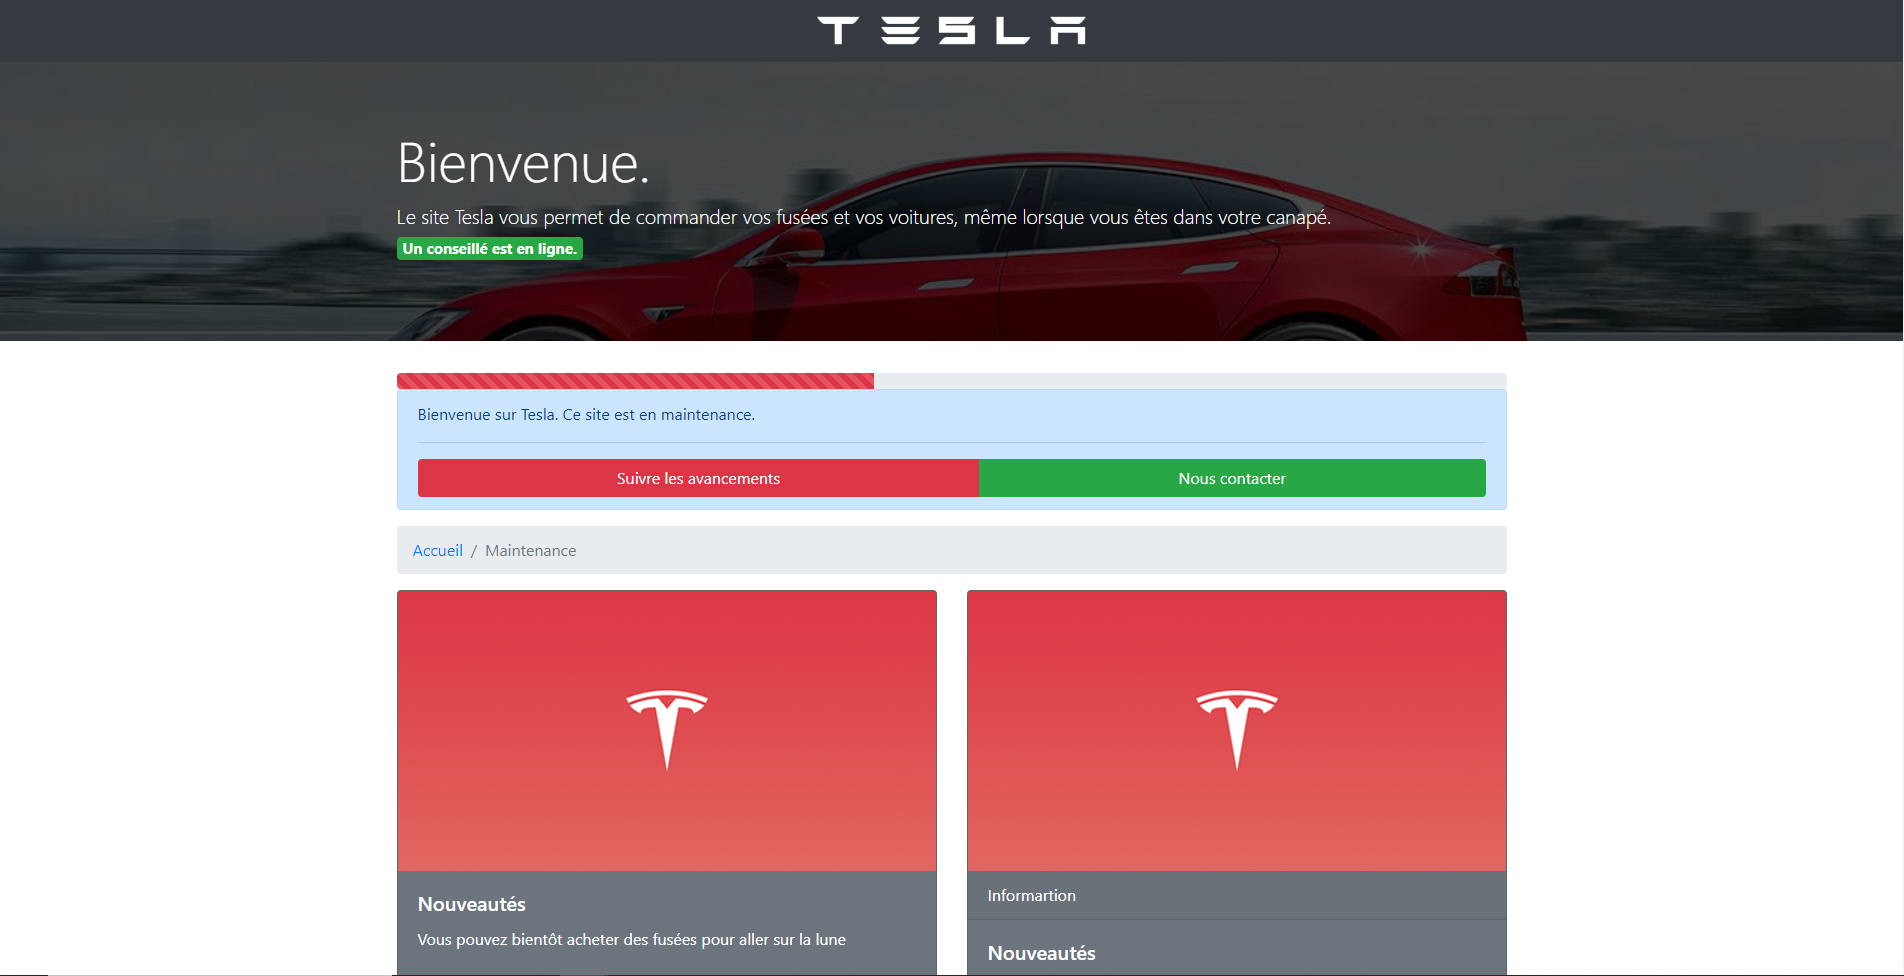 TESLA
Bienvenue.
Le site Tesla vous permet de commander vos fusées et vos voitures, même lorsque vous êtes dans votre canapé.
Un conseillé est en ligne.
Bienvenue sur Tesla. Ce site est en maintenance.
Suivre les avancements
Nous contacter
Accueil / Maintenance
Nouveautés
Vous pouvez bientôt acheter des fusées pour aller sur la lune
Informartion
Nouveautés